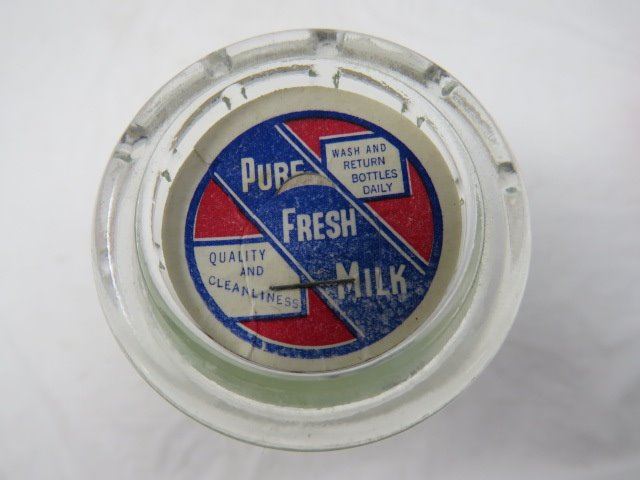 PURE
FRESH
MILK
WASH AND
RETURN
BOTTLES
DAILY
QUALITY
AND
CLEANLINESS